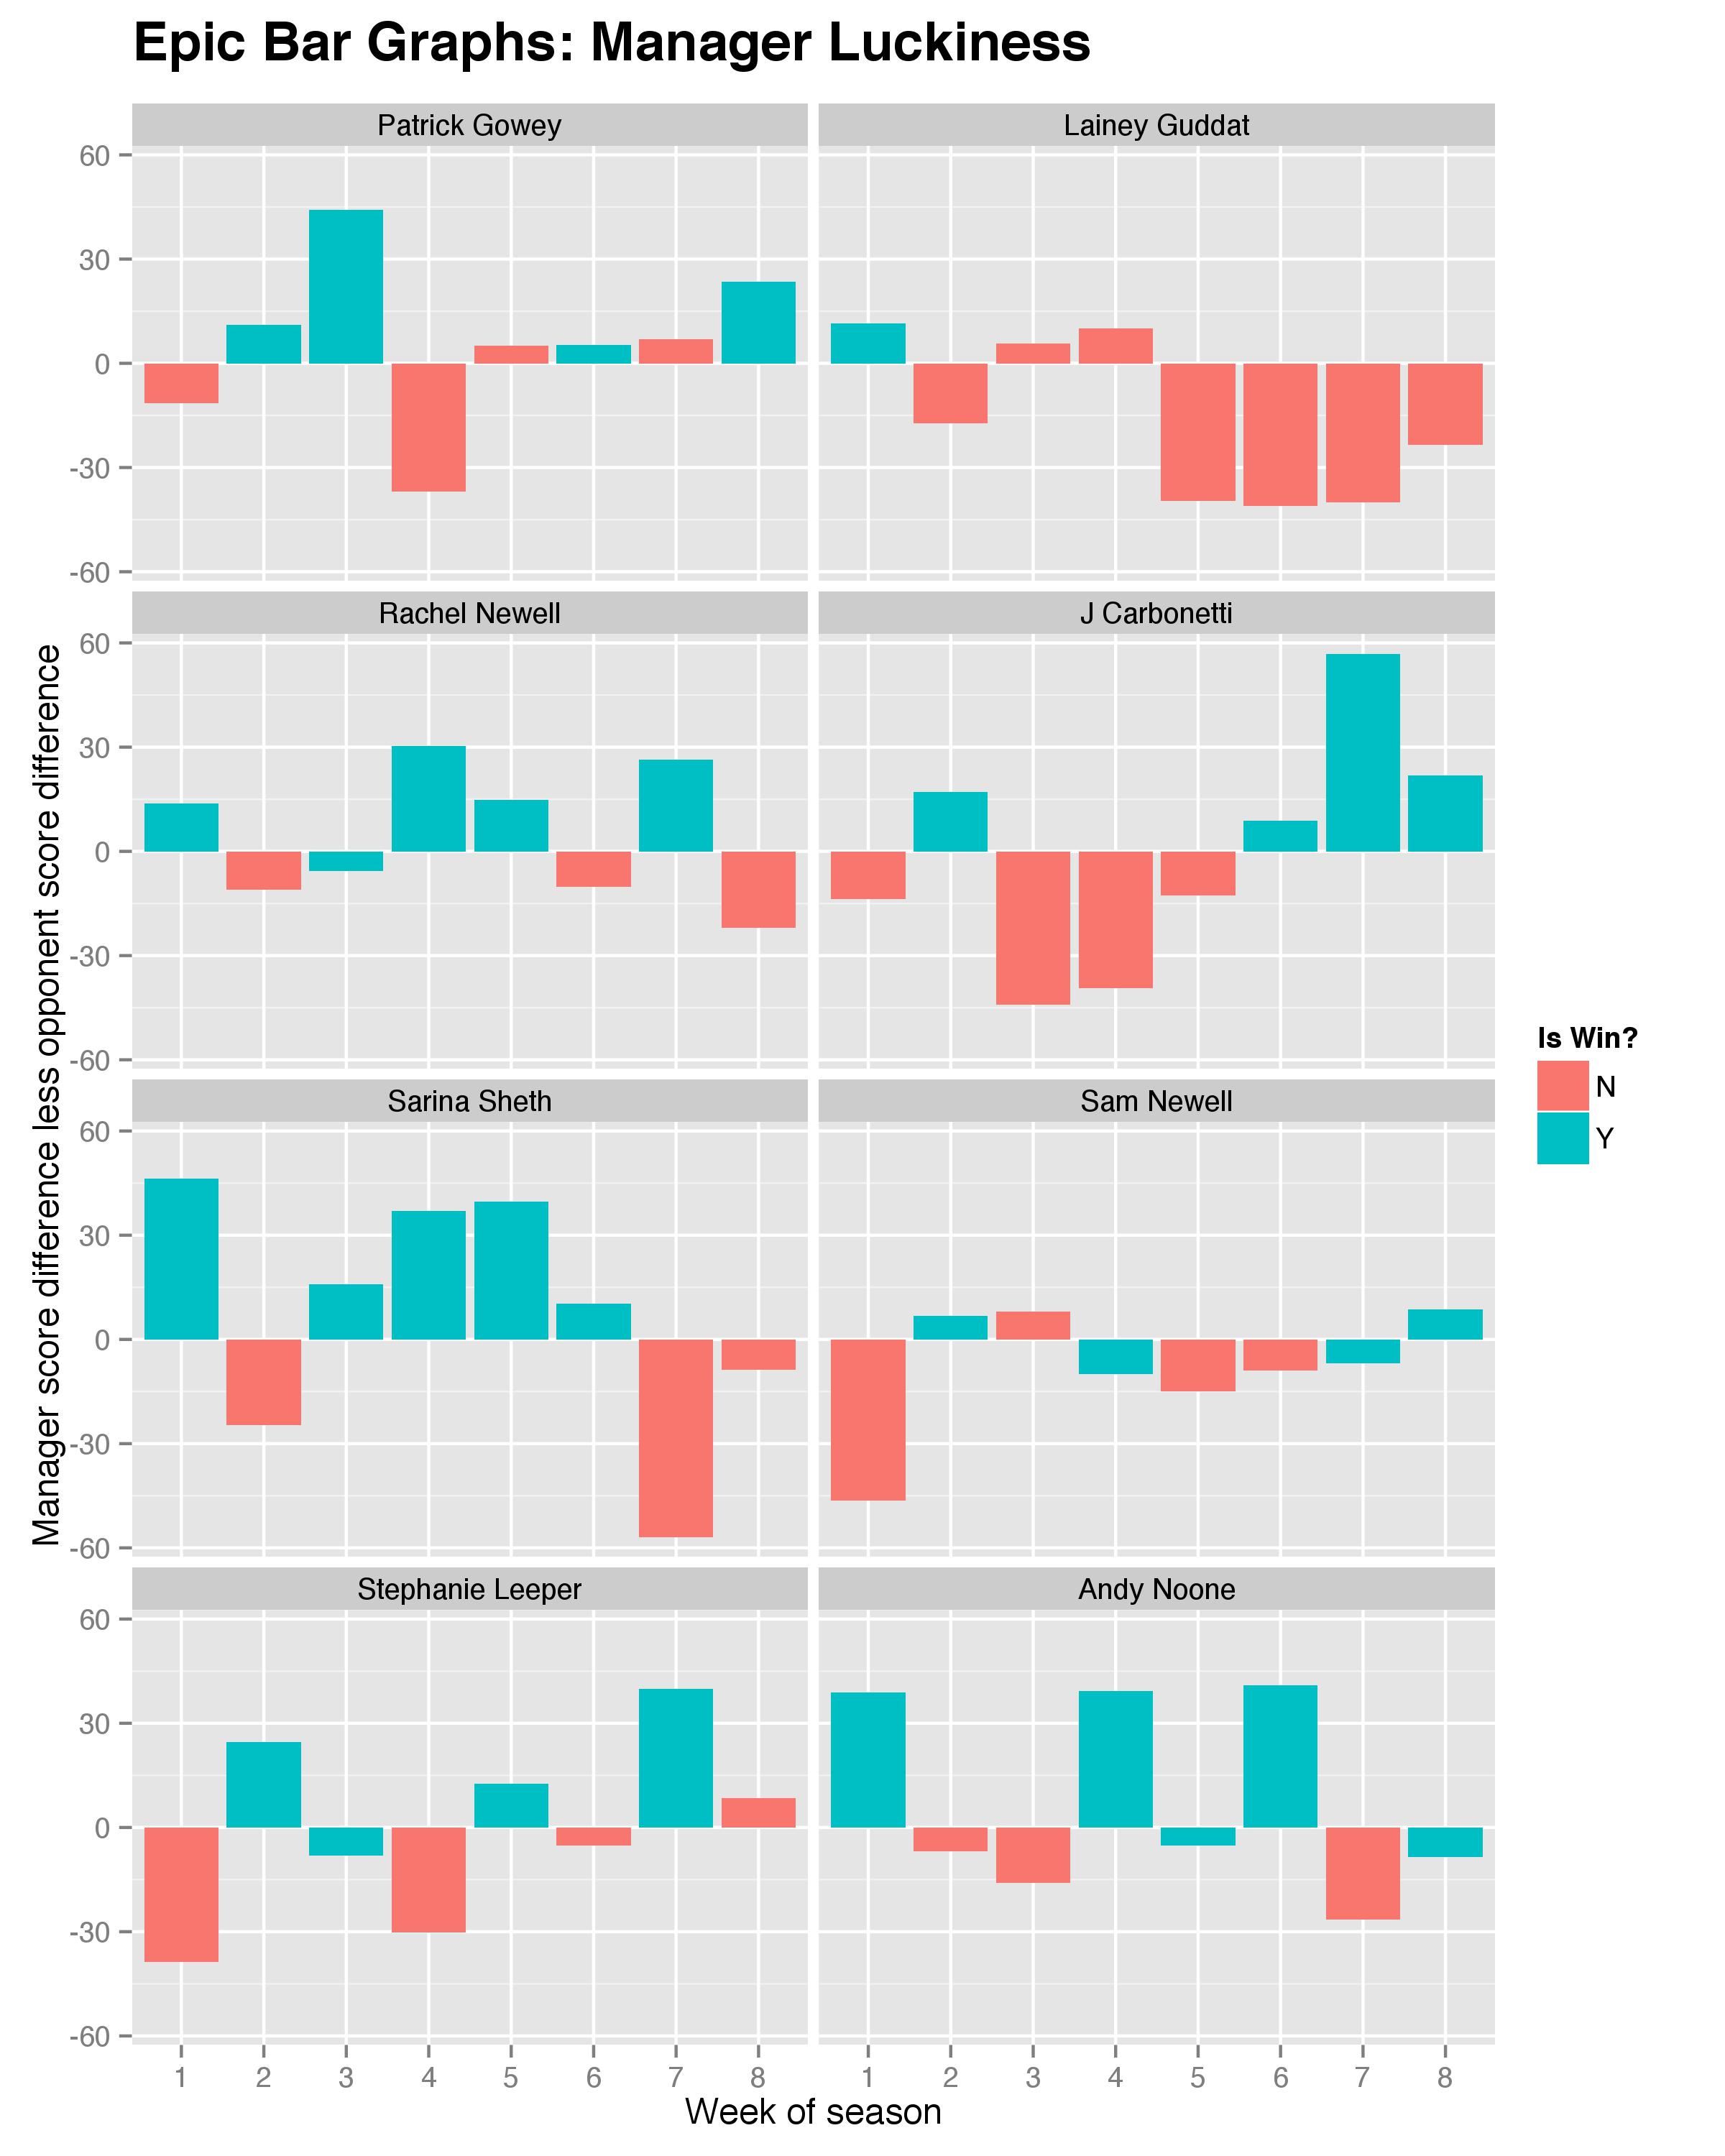 Epic Bar Graphs: Manager Luckiness
Patrick Gowey
Lainey Guddat
60
30
0
-30
-60
Rachel Newell
J Carbonetti
60
30
0
-30
-60
Sarina Sheth
Sam Newell
60
30
0
-30
-60
Stephanie Leeper
Andy Noone
60
30
0
-30
-60
1 2 3 4 5 6 7 8
1 2 3 4 5 6 7 8
Week of season
Manager score difference less opponent score difference
Is Win?
N
Y